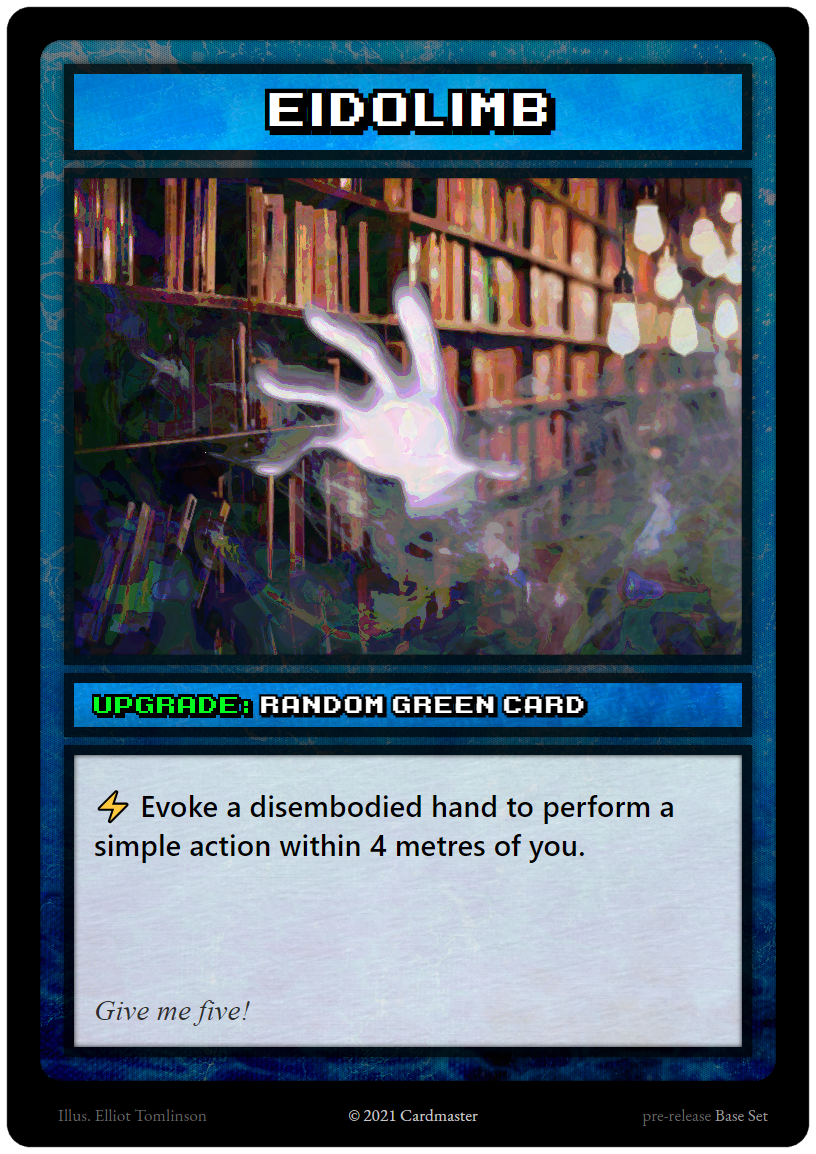 EIDOLIMB
UPGRADE: RANDOM GREEN CARD
⚡ Evoke a disembodied hand to perform a
simple action within 4 metres of you.
Give me five!
Illus. Elliot Tomlinson © 2021 Cardmaster pre-release Base Set